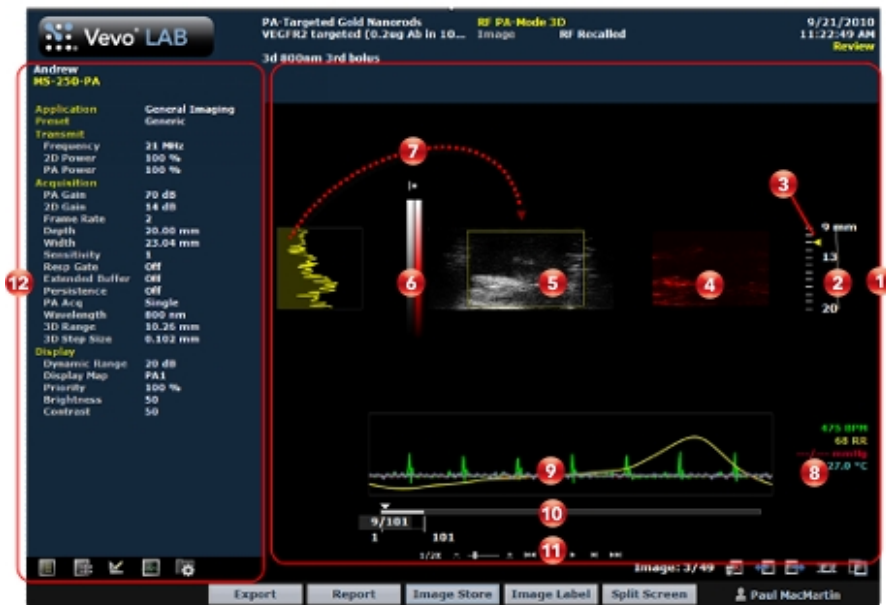 Vevo LAB
PA-Targeted Gold Nanorods
VEGFR2 targeted (0.2ug Ab in 10...
3d 800nm 3rd bolus
RF PA-Mode 3D
Image RF Recalled
9/21/2010
11:22:49 AM
Review
Andrew
MS-250-PA
Application General Imaging
Preset Generic
Transmit
Frequency 21 MHz
2D Power 100 %
PA Power 100 %
Acquisition
PA Gain 70 dB
2D Gain 14 dB
Frame Rate 2
Depth 20.00 mm
Width 23.04 mm
Sensitivity 1
Resp Gate Off
Extended Buffer Off
Persistence Off
PA Acq Single
Wavelength 800 nm
3D Range 10.26 mm
3D Step Size 0.102 mm
Display
Dynamic Range 20 dB
Display Map PA1
Priority 100 %
Brightness 50
Contrast 50
12
7
3
9 mm
13
20
6
5
4
2
1
475 BPM
68 RR
---/--- mmHg
27.0 °C
8
9
10
9/101
1 101
1/2X
11
Image: 3/49
Export Report Image Store Image Label Split Screen Paul MacMartin